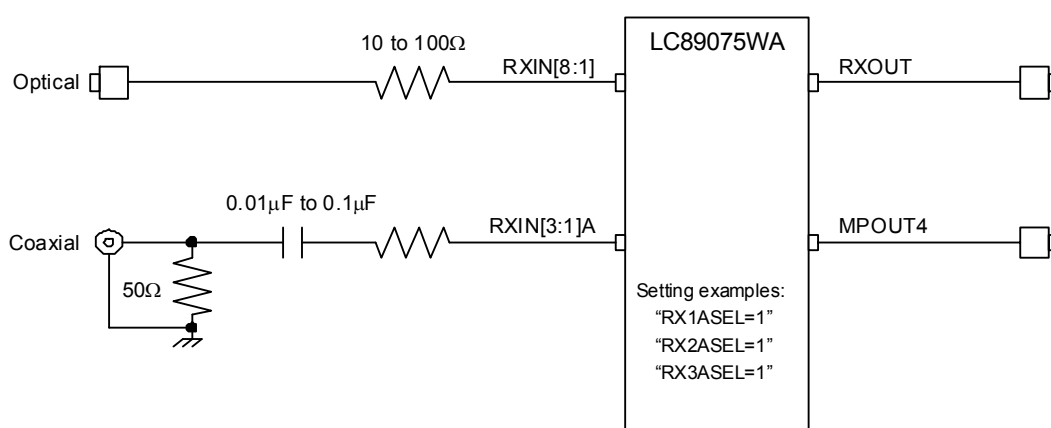 LC89075WA
10 to 100Ω
Optical
RXIN[8:1]
RXOUT
0.01μF to 0.1μF
Coaxial
RXIN[3:1]A
MPOUT4
50Ω
Setting examples:
“RX1ASEL=1”
“RX2ASEL=1”
“RX3ASEL=1”